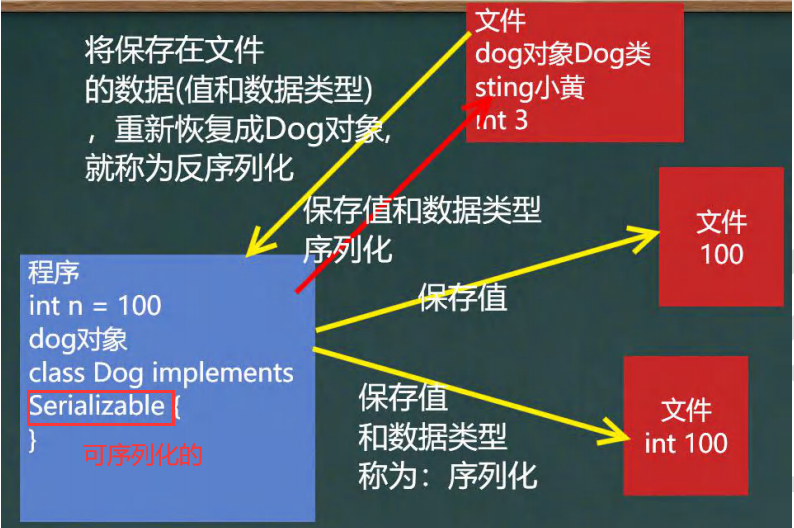 将保存在文件
的数据(值和数据类型)
，重新恢复成Dog对象,
就称为反序列化
文件
dog对象Dog类
sting小黄
int 3
保存值和数据类型
序列化
文件
100
保存值
程序
int n = 100
dog对象
class Dog implements
Serializable {
}
可序列化的
保存值
和数据类型
称为：序列化
文件
int 100